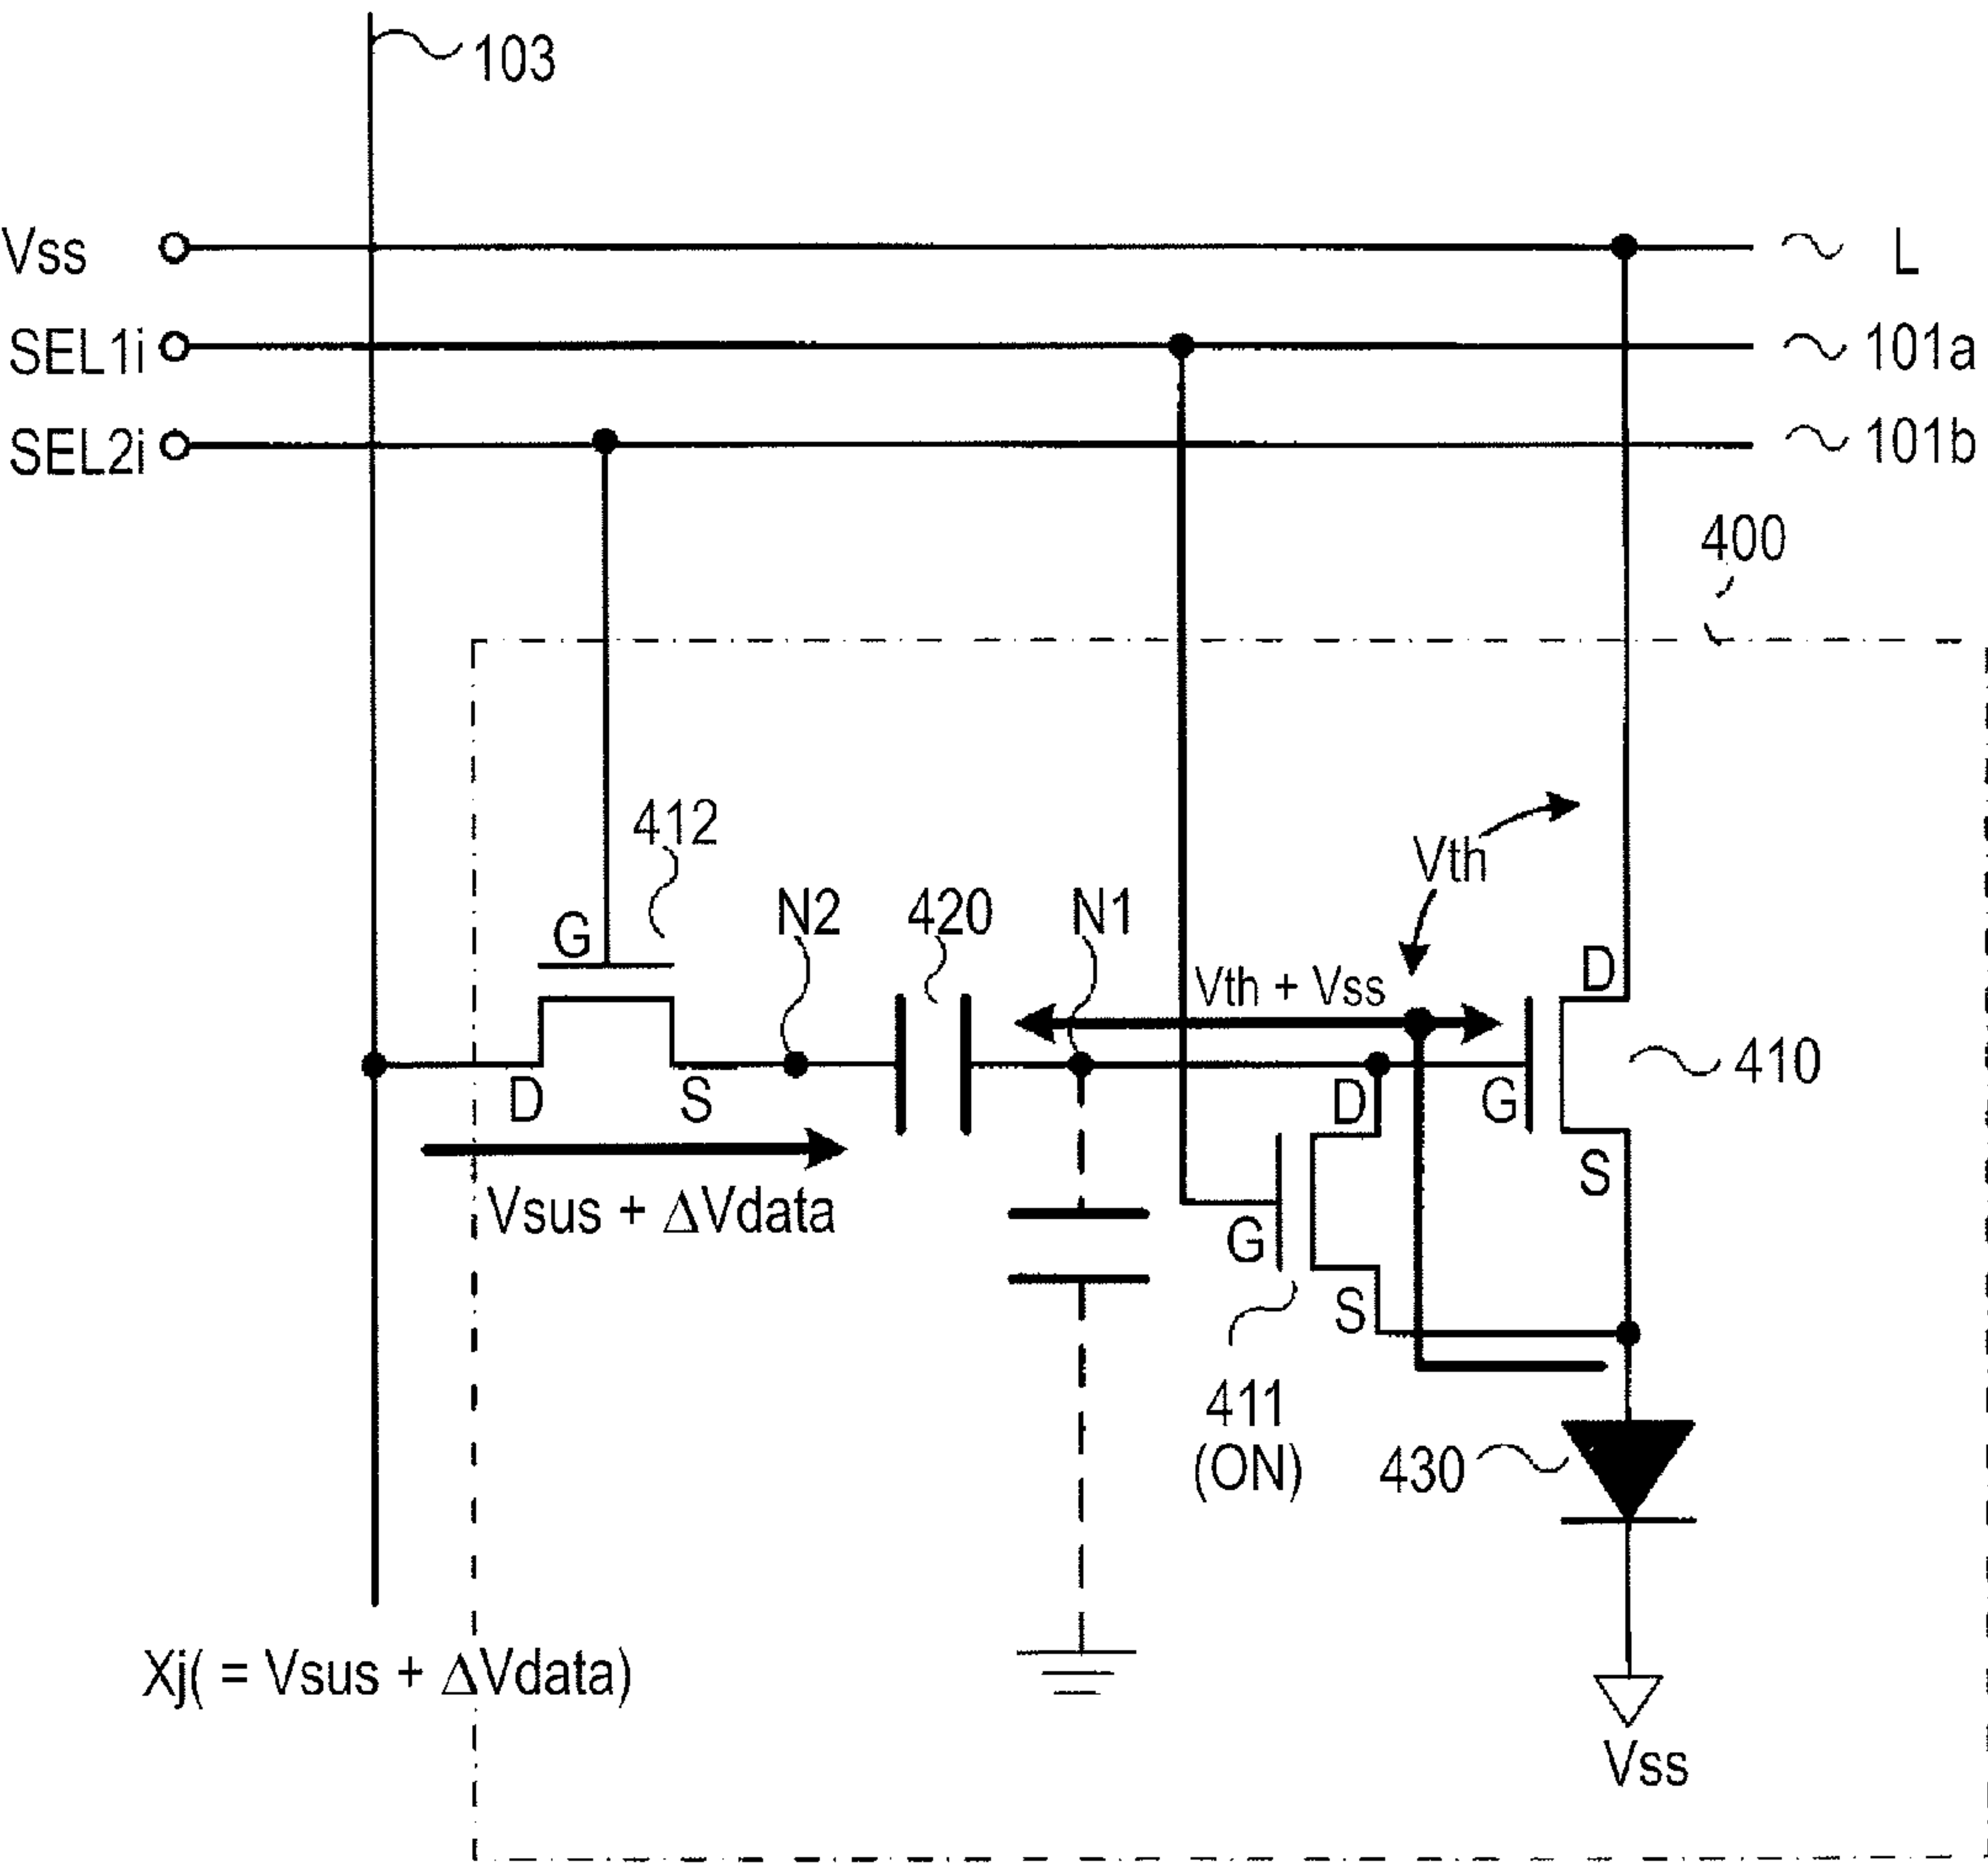 103
Vss
L
SEL1i
101a
SEL2i
101b
400
412
Vth
G
N2
420
N1
Vth + Vss
D
D
S
D
G
410
Vsus + ΔVdata
S
G
S
411
(ON)
430
Xj( = Vsus + ΔVdata)
Vss